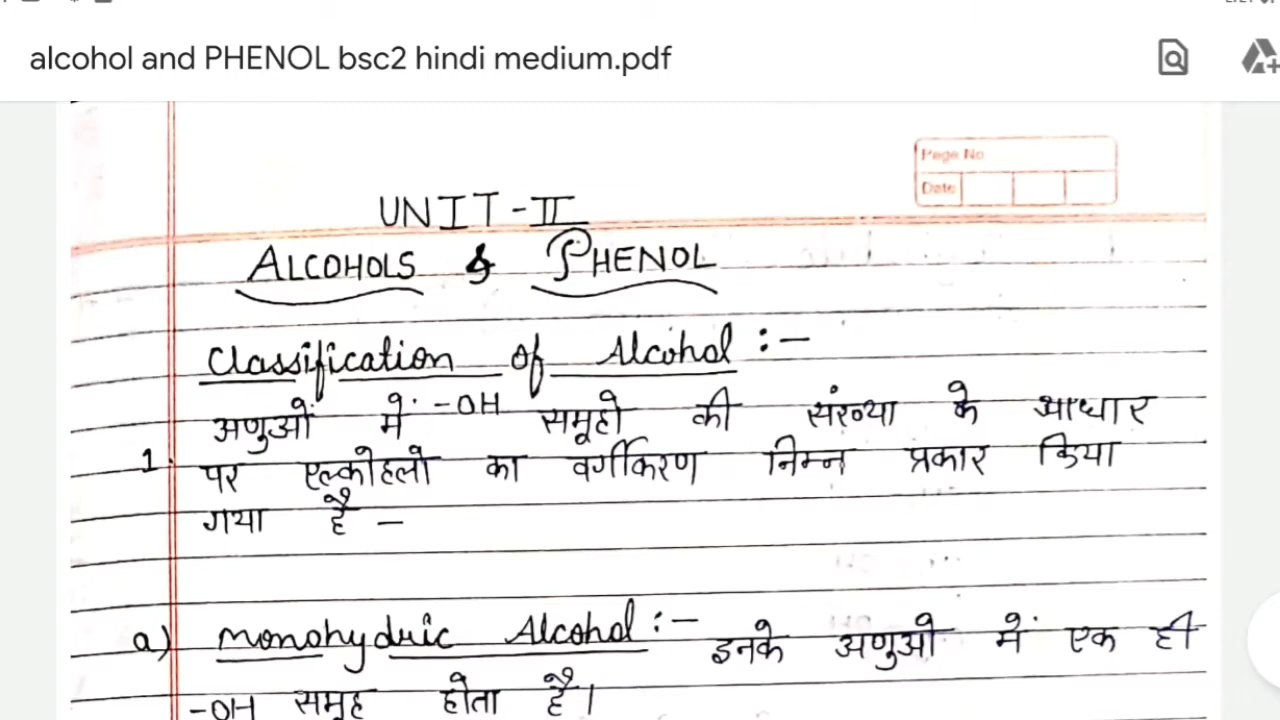 alcohol and PHENOL bsc2 hindi medium.pdf
Page No
Date
UNIT-II
ALCOHOLS & PHENOL
Classification of Alcohol :-
अणुओं में -OH समूहो की संख्या के आधार
1. पर एल्कोहलो का वर्गीकरण निम्न प्रकार किया
गया है -
a) Monohydric Alcohol :- इनके अणुओ में एक ही
-OH समूह होता है।